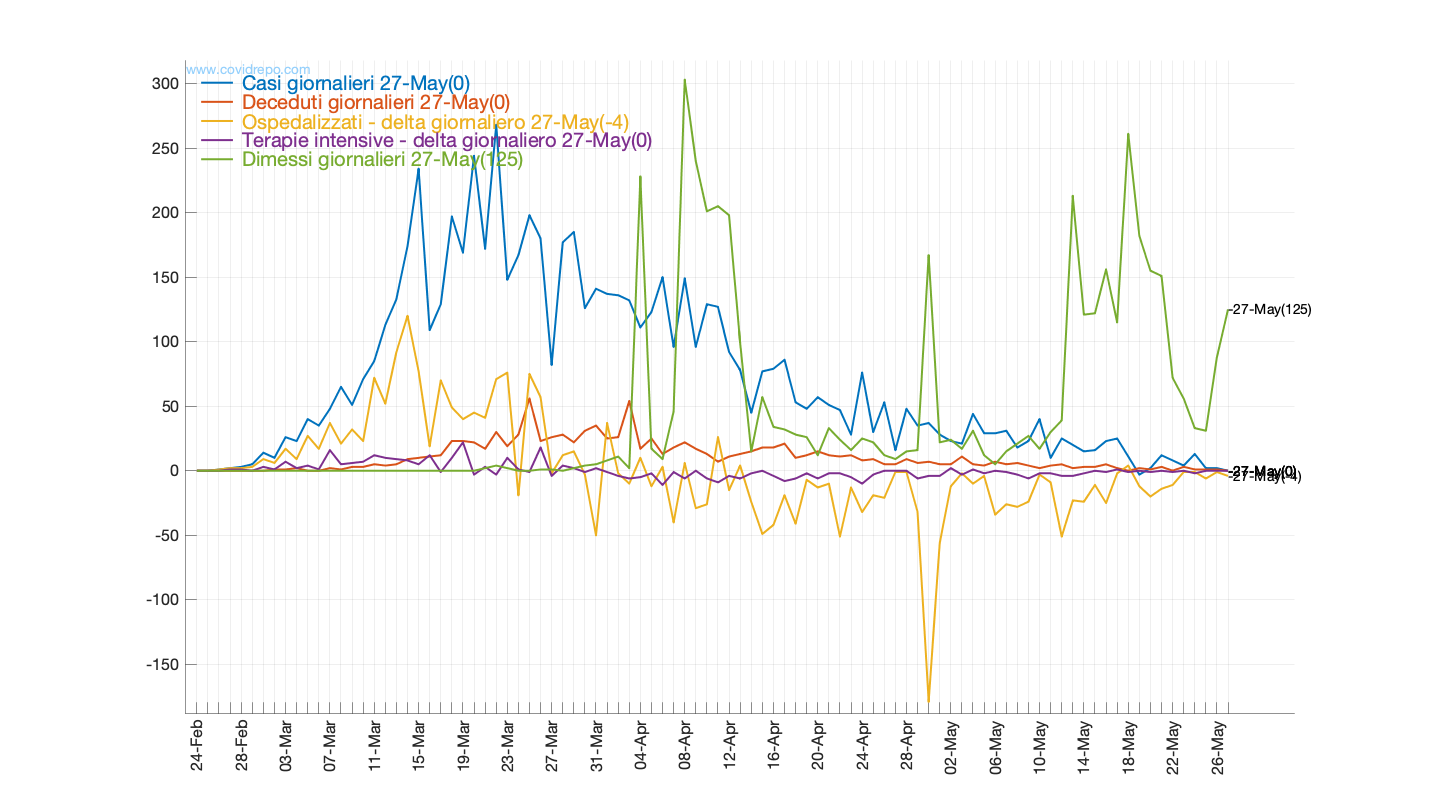 www.covidrepo.com
Casi giornalieri 27-May(0)
Deceduti giornalieri 27-May(0)
Ospedalizzati - delta giornaliero 27-May(-4)
Terapie intensive - delta giornaliero 27-May(0)
Dimessi giornalieri 27-May(125)
300
250
200
150
100
50
0
-50
-100
-150
-27-May(125)
-27-May(0)
-27-May(-4)
24-Feb
28-Feb
03-Mar
07-Mar
11-Mar
15-Mar
19-Mar
23-Mar
27-Mar
31-Mar
04-Apr
08-Apr
12-Apr
16-Apr
20-Apr
24-Apr
28-Apr
02-May
06-May
10-May
14-May
18-May
22-May
26-May